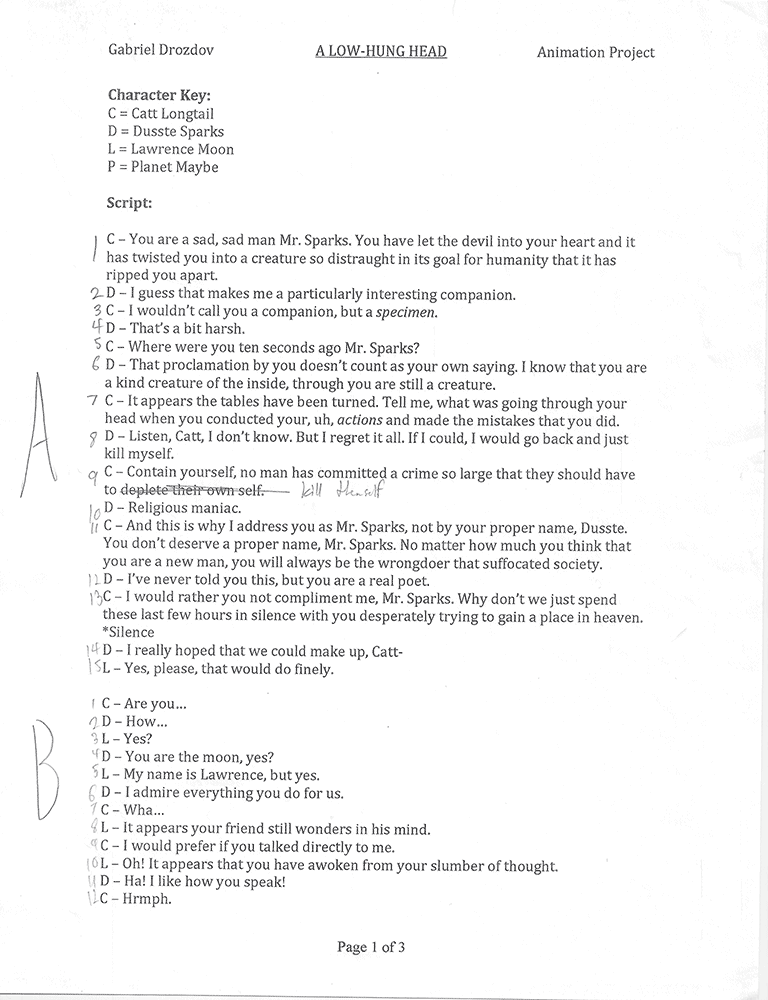 Gabriel Drozdov A LOW-HUNG HEAD Animation Project
Character Key:
C = Catt Longtail
D = Dusste Sparks
L = Lawrence Moon
P = Planet Maybe
Script:
1 C – You are a sad, sad man Mr. Sparks. You have let the devil into your heart and it
has twisted you into a creature so distraught in its goal for humanity that it has
ripped you apart.
2 D – I guess that makes me a particularly interesting companion.
3 C – I wouldn't call you a companion, but a specimen.
4 D – That's a bit harsh.
5 C – Where were you ten seconds ago Mr. Sparks?
6 D – That proclamation by you doesn't count as your own saying. I know that you are
a kind creature of the inside, through you are still a creature.
7 C – It appears the tables have been turned. Tell me, what was going through your
head when you conducted your, uh, actions and made the mistakes that you did.
A
8 D – Listen, Catt, I don't know. But I regret it all. If I could, I would go back and just
kill myself.
9 C – Contain yourself, no man has committed a crime so large that they should have
to deplete their own self. kill themself
10 D – Religious maniac.
11 C – And this is why I address you as Mr. Sparks, not by your proper name, Dusste.
You don't deserve a proper name, Mr. Sparks. No matter how much you think that
you are a new man, you will always be the wrongdoer that suffocated society.
12 D – I've never told you this, but you are a real poet.
13 C – I would rather you not compliment me, Mr. Sparks. Why don't we just spend
these last few hours in silence with you desperately trying to gain a place in heaven.
*Silence
14 D – I really hoped that we could make up, Catt-
15 L – Yes, please, that would do finely.
1 C – Are you...
2 D – How...
3 L – Yes?
4 D – You are the moon, yes?
B
5 L – My name is Lawrence, but yes.
6 D – I admire everything you do for us.
7 C – Wha...
8 L – It appears your friend still wonders in his mind.
9 C – I would prefer if you talked directly to me.
10 L – Oh! It appears that you have awoken from your slumber of thought.
11 D – Ha! I like how you speak!
12 C – Hrmph.
Page 1 of 3